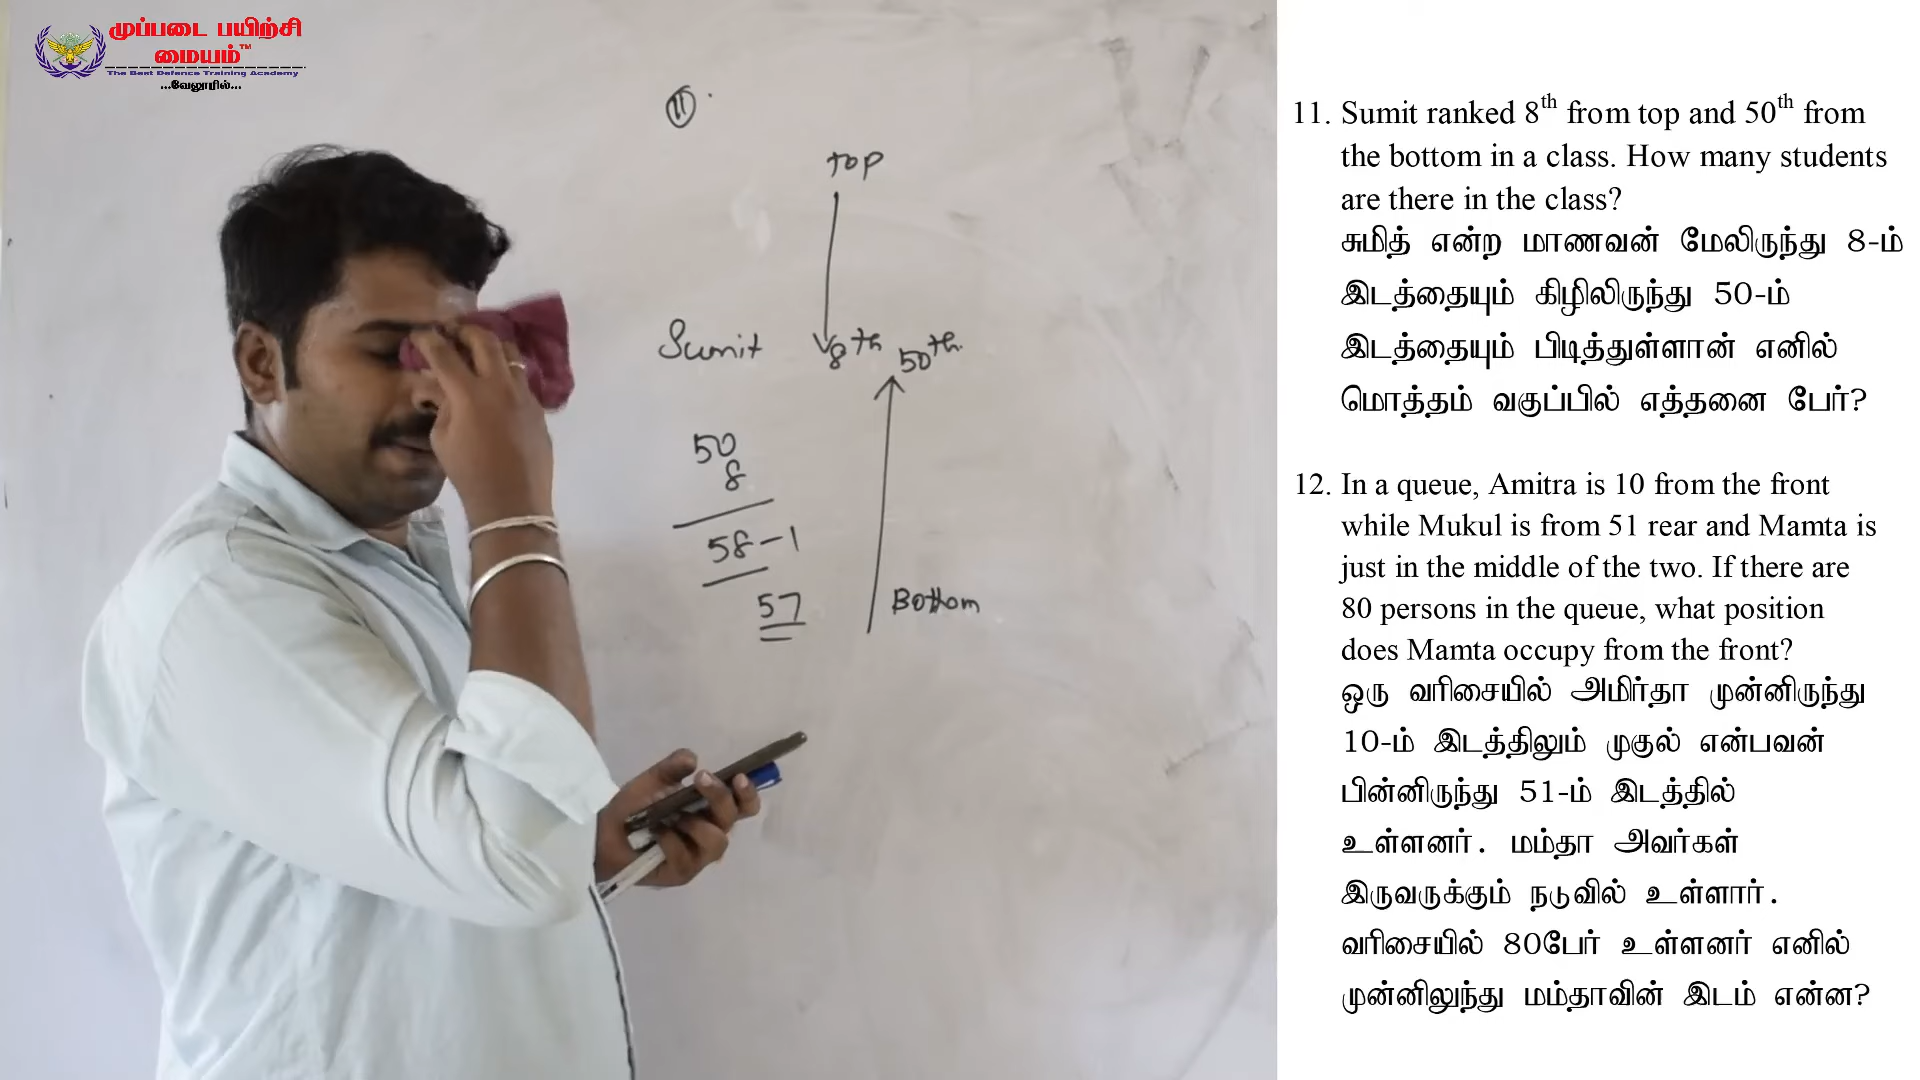 முப்படை பயிற்சி
மையம்™
The Best Defence Training Academy
...வேலூரில்...
11
top
Sumit
8th
50th
50
8
58-1
57
Bottom
11. Sumit ranked 8th from top and 50th from
the bottom in a class. How many students
are there in the class?
சுமித் என்ற மாணவன் மேலிருந்து 8-ம்
இடத்தையும் கிழிலிருந்து 50-ம்
இடத்தையும் பிடித்துள்ளான் எனில்
மொத்தம் வகுப்பில் எத்தனை பேர்?
12. In a queue, Amitra is 10 from the front
while Mukul is from 51 rear and Mamta is
just in the middle of the two. If there are
80 persons in the queue, what position
does Mamta occupy from the front?
ஒரு வரிசையில் அமிர்தா முன்னிருந்து
10-ம் இடத்திலும் முகுல் என்பவன்
பின்னிருந்து 51-ம் இடத்தில்
உள்ளனர். மம்தா அவர்கள்
இருவருக்கும் நடுவில் உள்ளார்.
வரிசையில் 80பேர் உள்ளனர் எனில்
முன்னிலுந்து மம்தாவின் இடம் என்ன?